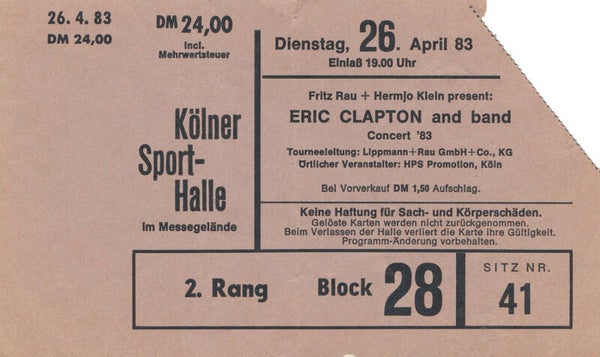 26. 4. 83
DM 24,00
DM 24,00
incl.
Mehrwertsteuer
Kölner
Sport-
Halle
im Messegelände
Dienstag, 26. April 83
Einlaß 19.00 Uhr
Fritz Rau + Hermjo Klein present:
ERIC CLAPTON and band
Concert '83
Tourneeleitung: Lippmann+Rau GmbH+Co., KG
Örtlicher Veranstalter: HPS Promotion, Köln
Bei Vorverkauf DM 1,50 Aufschlag.
Keine Haftung für Sach- und Körperschäden.
Gelöste Karten werden nicht zurückgenommen.
Beim Verlassen der Halle verliert die Karte ihre Gültigkeit.
Programm-Änderung vorbehalten.
2. Rang Block 28
SITZ NR.
41